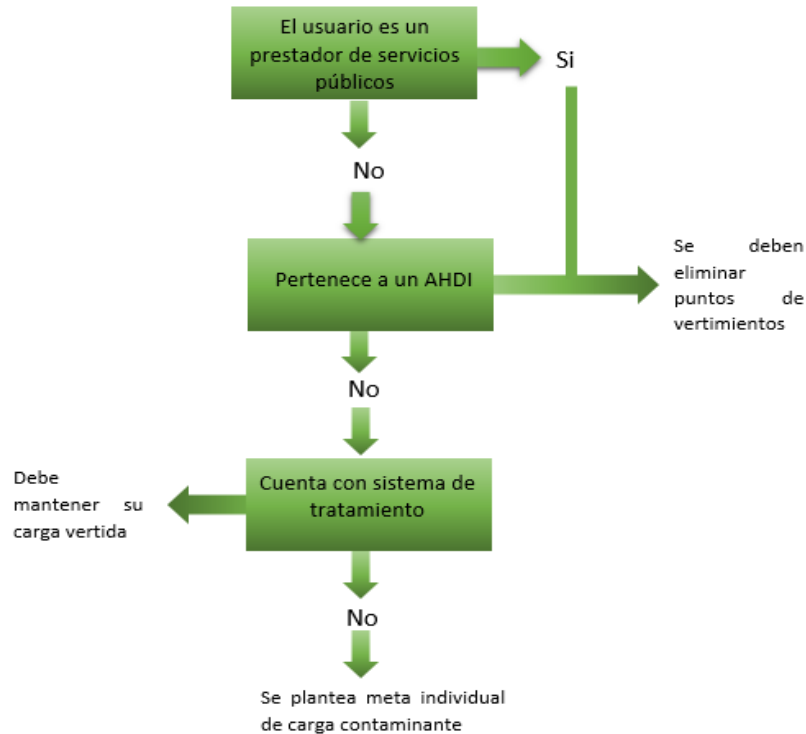 El usuario es un
prestador de servicios
públicos
Si
No
Pertenece a un AHDI
Se deben
eliminar
puntos de
vertimientos
No
Cuenta con sistema de
tratamiento
Debe
mantener su
carga vertida
No
Se plantea meta individual
de carga contaminante